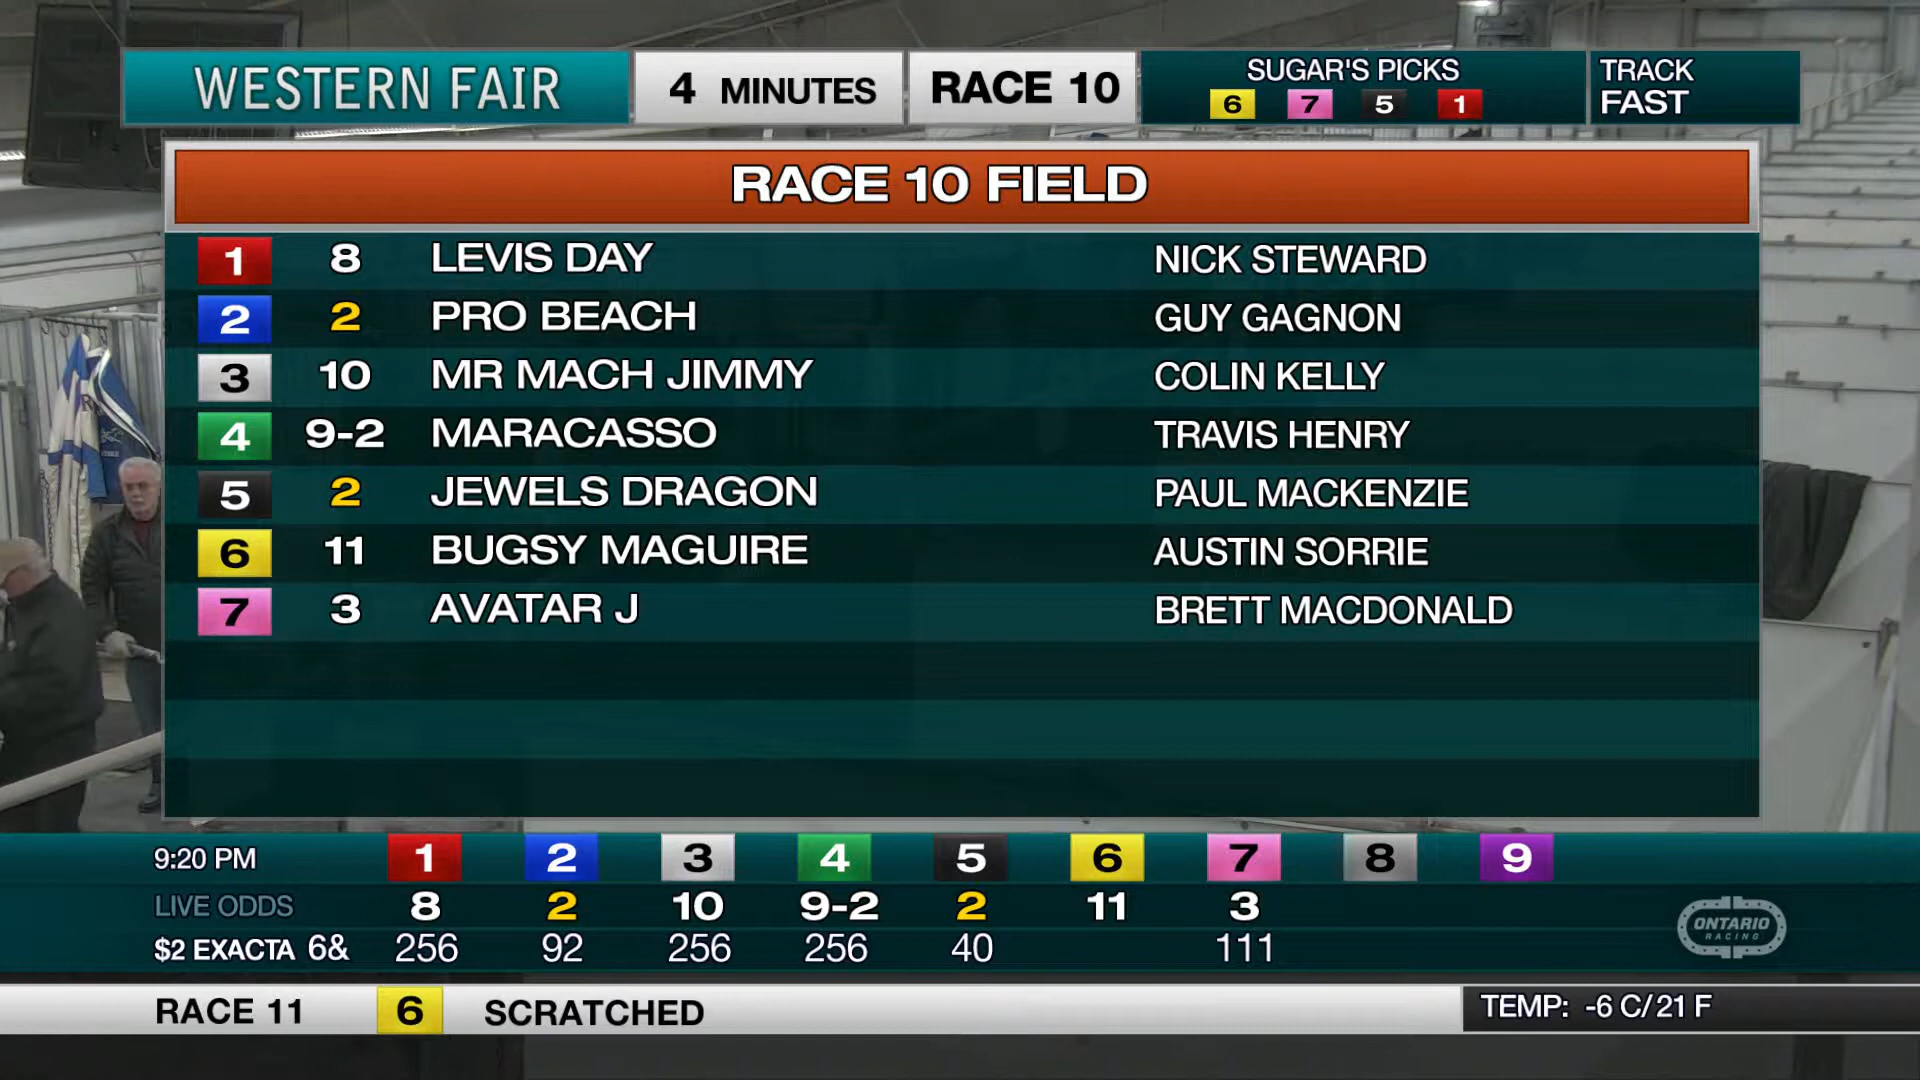 WESTERN FAIR
4 MINUTES
RACE 10
SUGAR'S PICKS
6 7 5 1
TRACK
FAST
RACE 10 FIELD
1 8 LEVIS DAY NICK STEWARD
2 2 PRO BEACH GUY GAGNON
3 10 MR MACH JIMMY COLIN KELLY
4 9-2 MARACASSO TRAVIS HENRY
5 2 JEWELS DRAGON PAUL MACKENZIE
6 11 BUGSY MAGUIRE AUSTIN SORRIE
7 3 AVATAR J BRETT MACDONALD
9:20 PM 1 2 3 4 5 6 7 8 9
LIVE ODDS 8 2 10 9-2 2 11 3
$2 EXACTA 6& 256 92 256 256 40 111
ONTARIO
RACING
RACE 11 6 SCRATCHED
TEMP: -6 C/21 F